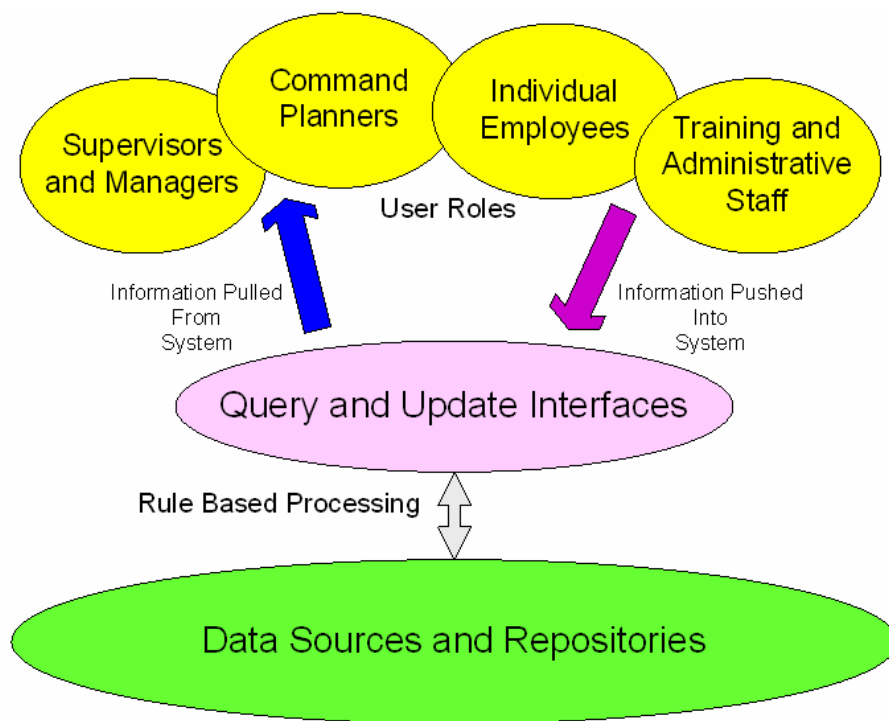 Supervisors
and Managers
Command
Planners
Individual
Employees
Training and
Administrative
Staff
User Roles
Information Pulled
From
System
Information Pushed
Into
System
Query and Update Interfaces
Rule Based Processing
Data Sources and Repositories